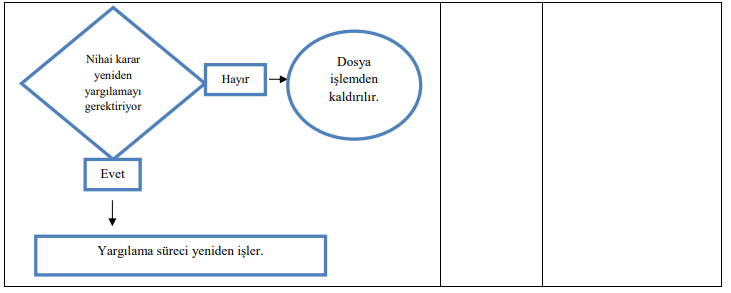 Nihai karar
yeniden
yargılamayı
gerektiriyor
Hayır
Dosya
işlemden
kaldırılır.
Evet
Yargılama süreci yeniden işler.